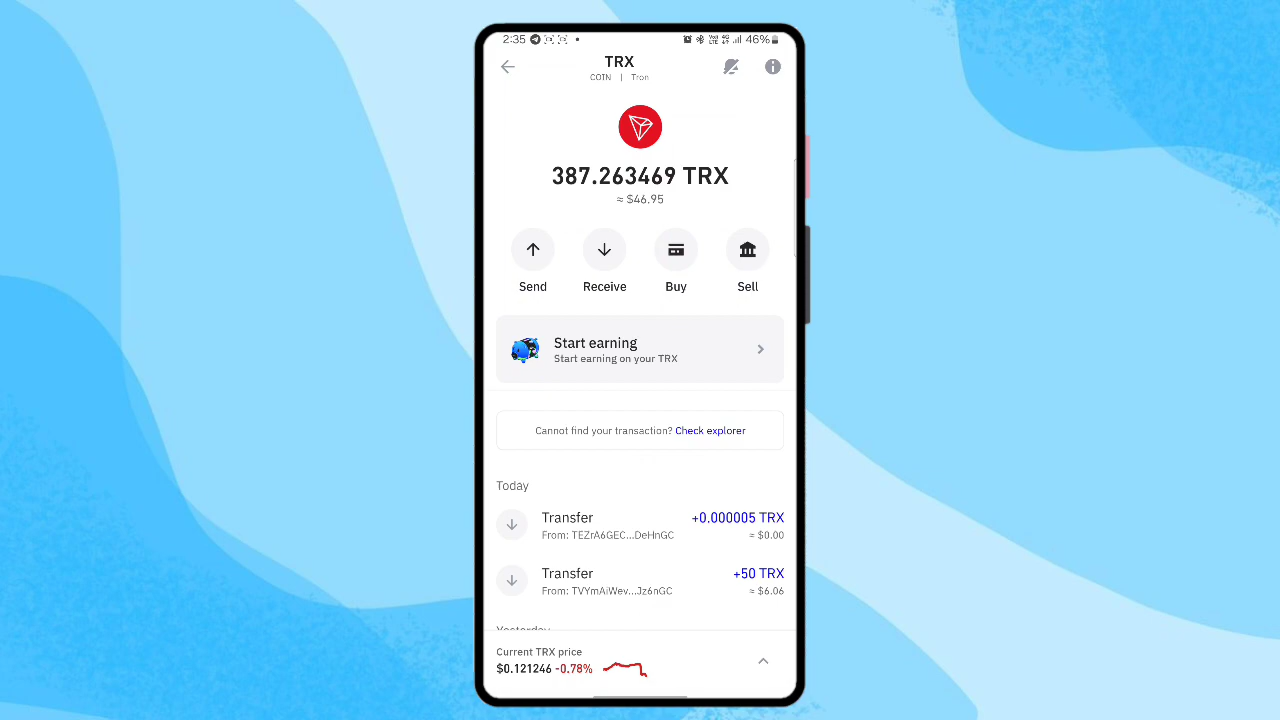 2:35 46%
TRX
COIN | Tron
387.263469 TRX
≈ $46.95
Send Receive Buy Sell
Start earning
Start earning on your TRX
Cannot find your transaction? Check explorer
Today
Transfer +0.000005 TRX
From: TEZrA6GEC...DeHnGC ≈ $0.00
Transfer +50 TRX
From: TVYmAiWev...Jz6nGC ≈ $6.06
Yesterday
Current TRX price
$0.121246 -0.78%